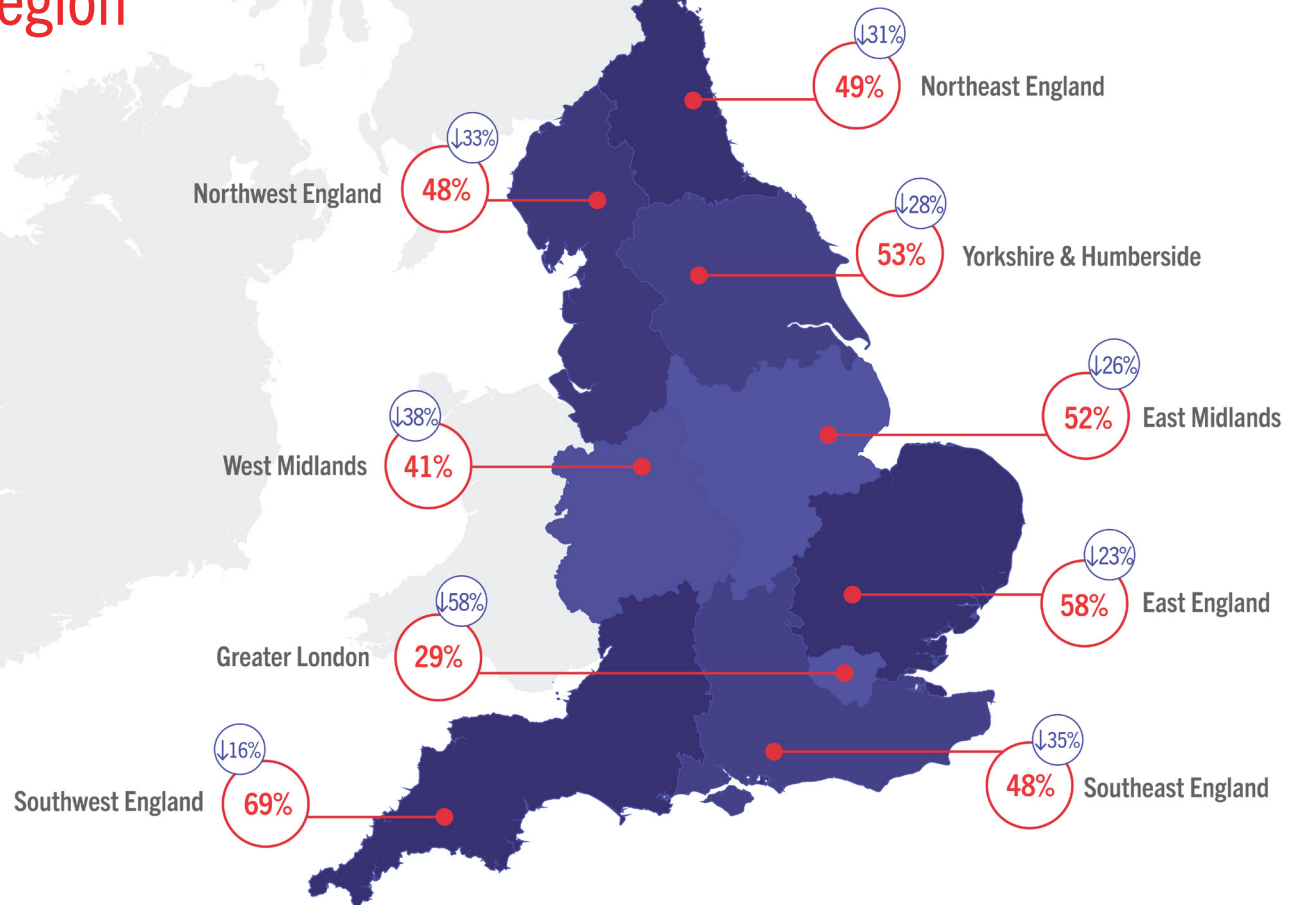 egion
↓31%
49%
Northeast England
↓33%
Northwest England
48%
↓28%
53%
Yorkshire & Humberside
↓26%
52%
East Midlands
↓38%
West Midlands
41%
↓23%
58%
East England
↓58%
Greater London
29%
↓35%
48%
Southeast England
↓16%
Southwest England
69%